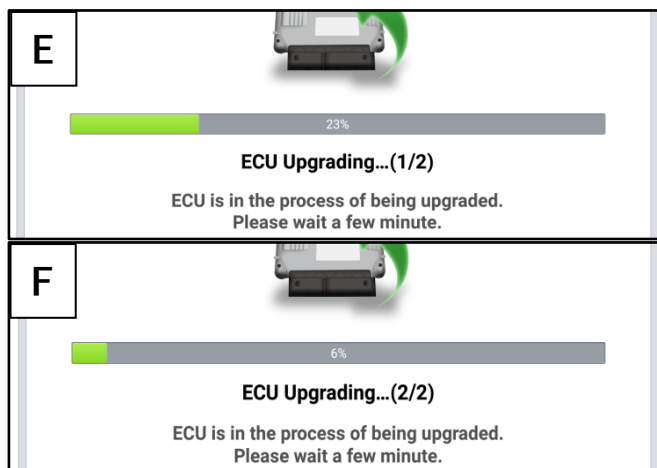 E
23%
ECU Upgrading...(1/2)
ECU is in the process of being upgraded.
Please wait a few minute.
F
6%
ECU Upgrading...(2/2)
ECU is in the process of being upgraded.
Please wait a few minute.